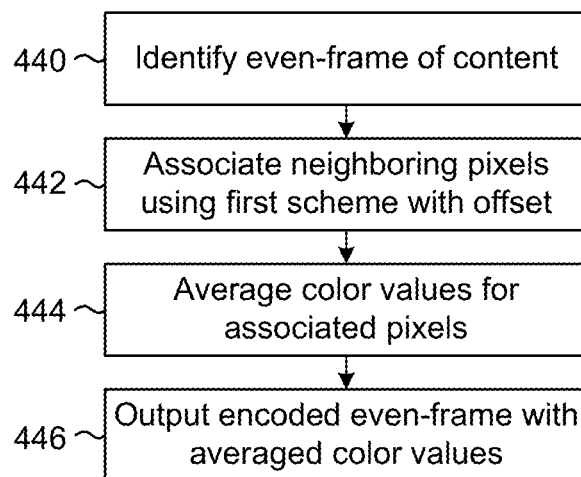 440
Identify even-frame of content
442
Associate neighboring pixels
using first scheme with offset
444
Average color values for
associated pixels
446
Output encoded even-frame with
averaged color values